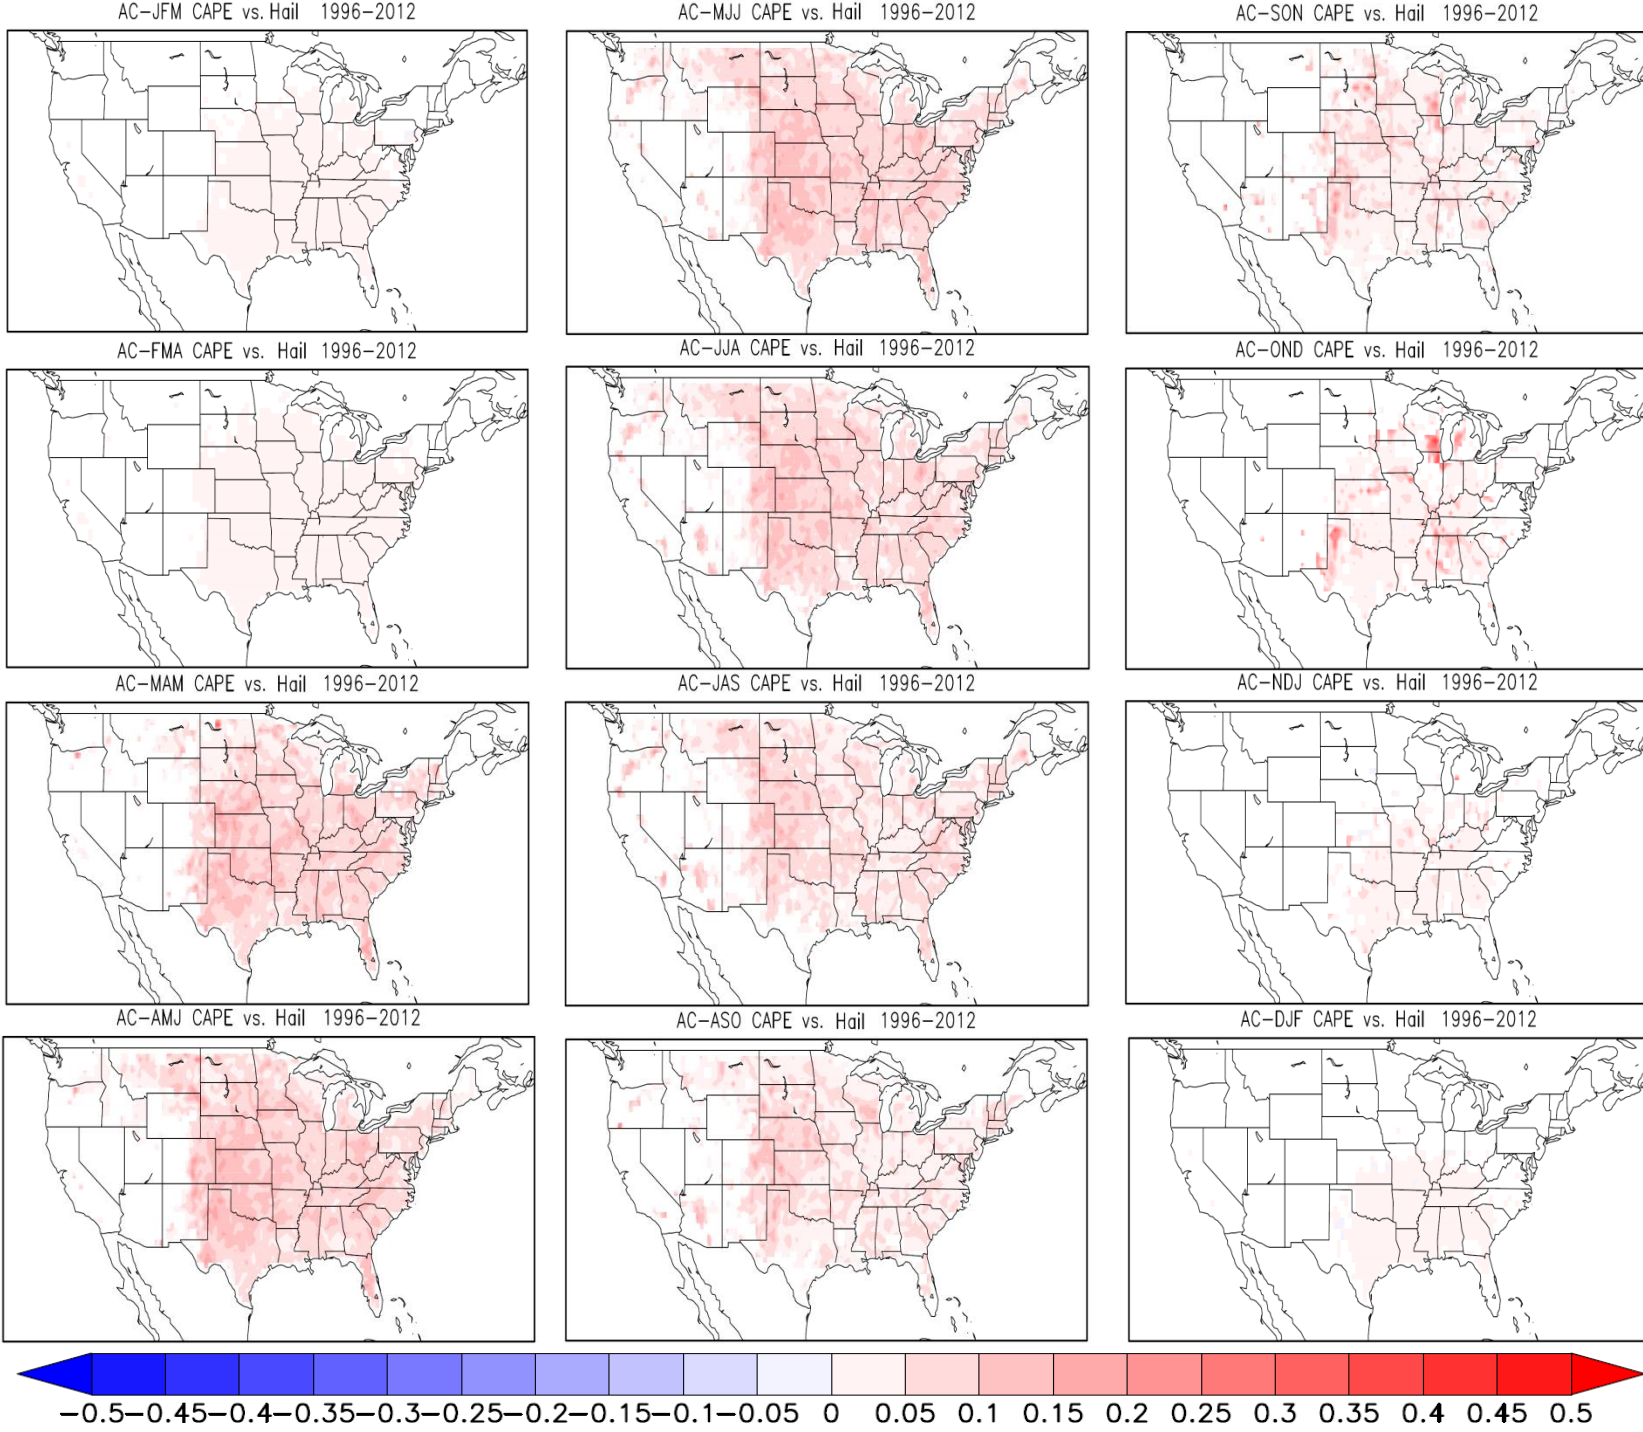 AC-JFM CAPE vs. Hail 1996-2012
AC-MJJ CAPE vs. Hail 1996-2012
AC-SON CAPE vs. Hail 1996-2012
AC-FMA CAPE vs. Hail 1996-2012
AC-JJA CAPE vs. Hail 1996-2012
AC-OND CAPE vs. Hail 1996-2012
AC-MAM CAPE vs. Hail 1996-2012
AC-JAS CAPE vs. Hail 1996-2012
AC-NDJ CAPE vs. Hail 1996-2012
AC-AMJ CAPE vs. Hail 1996-2012
AC-ASO CAPE vs. Hail 1996-2012
AC-DJF CAPE vs. Hail 1996-2012
-0.5 -0.45 -0.4 -0.35 -0.3 -0.25 -0.2 -0.15 -0.1 -0.05 0 0.05 0.1 0.15 0.2 0.25 0.3 0.35 0.4 0.45 0.5